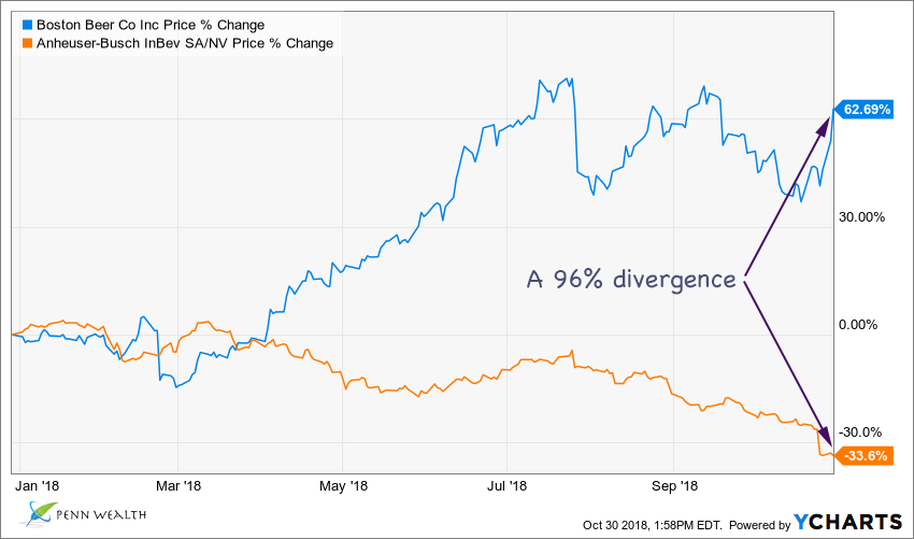 Boston Beer Co Inc Price % Change
Anheuser-Busch InBev SA/NV Price % Change
62.69%
30.00%
A 96% divergence
0.00%
-30.0%
-33.6%
Jan '18 Mar '18 May '18 Jul '18 Sep '18
PENN WEALTH
Oct 30 2018, 1:58PM EDT. Powered by YCHARTS